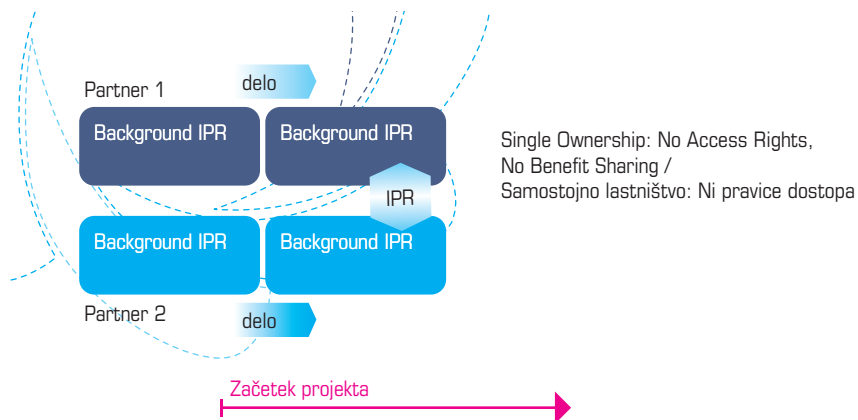 Partner 1
delo
Background IPR
Background IPR
IPR
Background IPR
Background IPR
Partner 2
delo
Začetek projekta
Single Ownership: No Access Rights,
No Benefit Sharing /
Samostojno lastništvo: Ni pravice dostopa